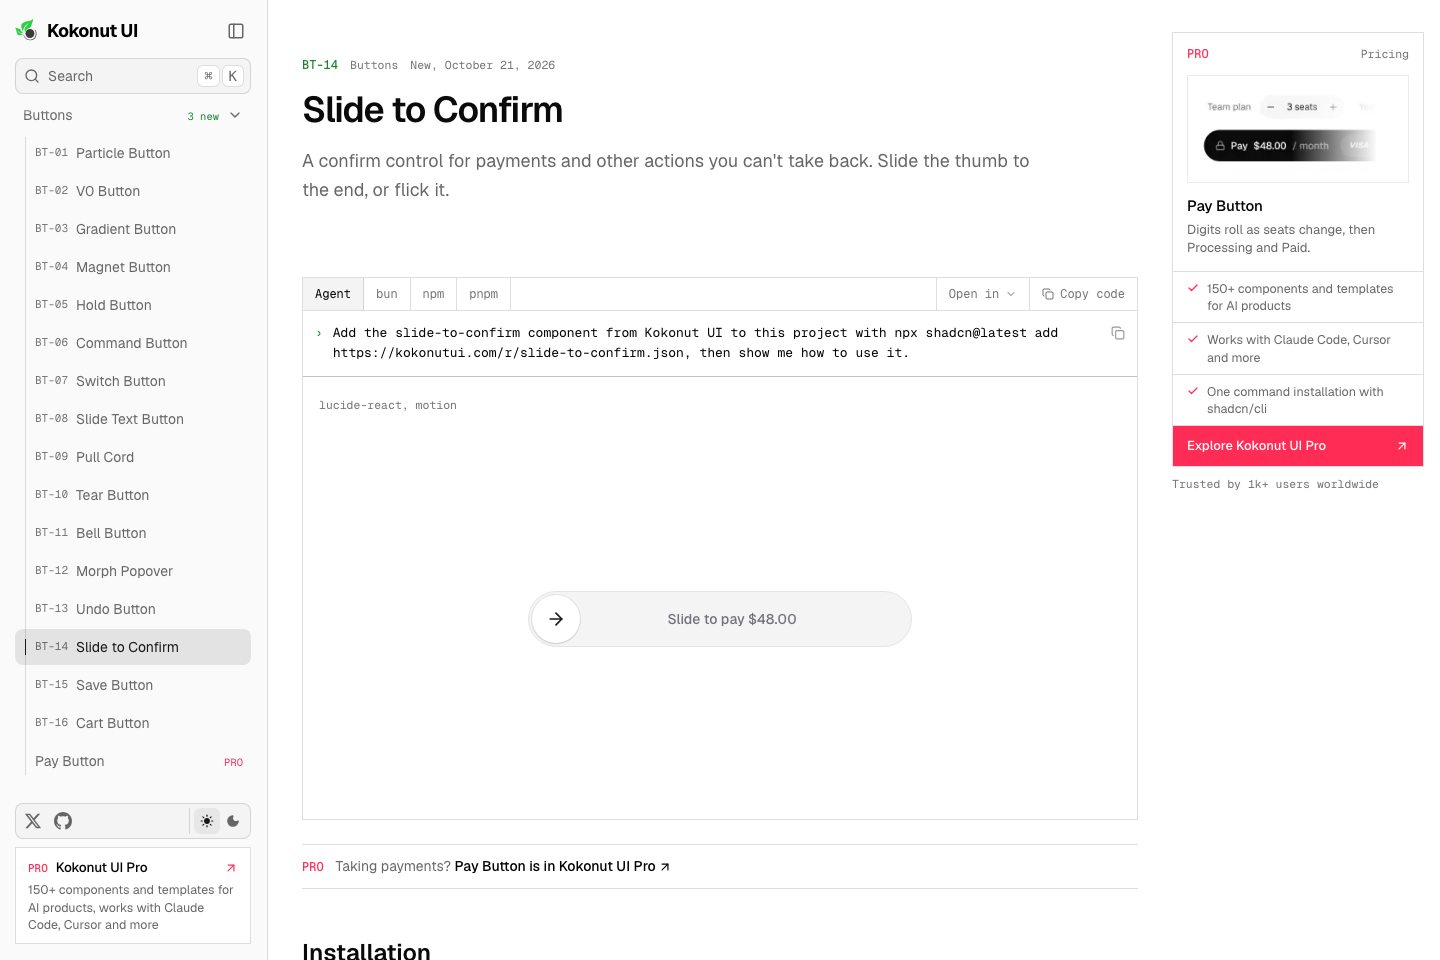 Kokonut UI
Search
⌘ K
Buttons
3 new
BT-01 Particle Button
BT-02 V0 Button
BT-03 Gradient Button
BT-04 Magnet Button
BT-05 Hold Button
BT-06 Command Button
BT-07 Switch Button
BT-08 Slide Text Button
BT-09 Pull Cord
BT-10 Tear Button
BT-11 Bell Button
BT-12 Morph Popover
BT-13 Undo Button
BT-14 Slide to Confirm
BT-15 Save Button
BT-16 Cart Button
Pay Button PRO
PRO Kokonut UI Pro
150+ components and templates for
AI products, works with Claude
Code, Cursor and more
BT-14 Buttons New, October 21, 2026
Slide to Confirm
A confirm control for payments and other actions you can't take back. Slide the thumb to
the end, or flick it.
Agent bun npm pnpm Open in Copy code
› Add the slide-to-confirm component from Kokonut UI to this project with npx shadcn@latest add
https://kokonutui.com/r/slide-to-confirm.json, then show me how to use it.
lucide-react, motion
Slide to pay $48.00
PRO Taking payments? Pay Button is in Kokonut UI Pro
Installation
PRO Pricing
Team plan − 3 seats +
Pay $48.00 / month VISA
Pay Button
Digits roll as seats change, then
Processing and Paid.
150+ components and templates
for AI products
Works with Claude Code, Cursor
and more
One command installation with
shadcn/cli
Explore Kokonut UI Pro
Trusted by 1k+ users worldwide